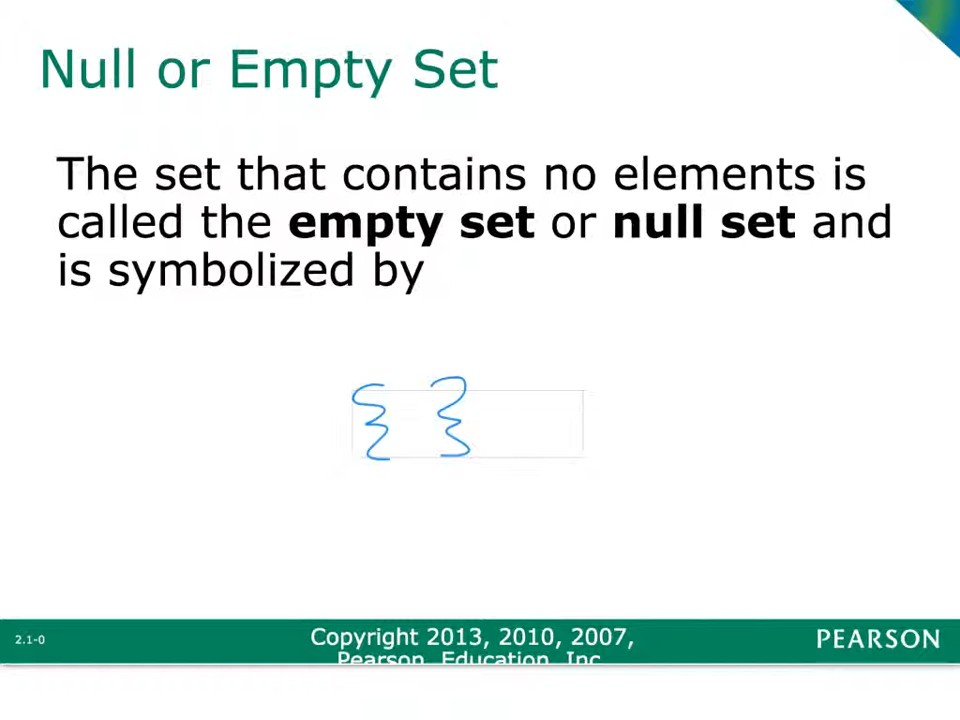 Null or Empty Set
The set that contains no elements is
called the empty set or null set and
is symbolized by
{ }
2.1-0
Copyright 2013, 2010, 2007,
Pearson, Education, Inc.
PEARSON